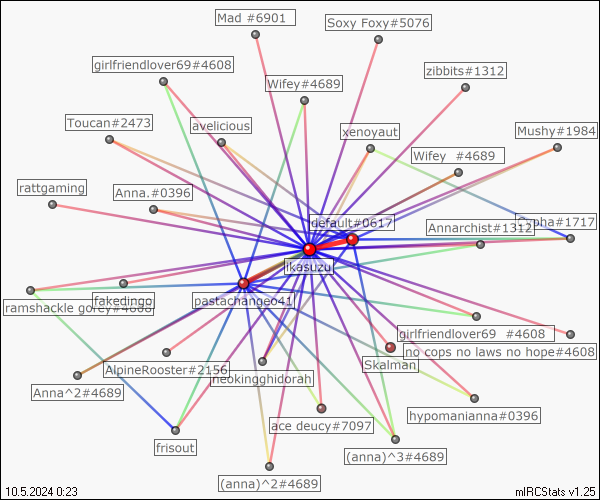 Mad #6901
Soxy Foxy#5076
girlfriendlover69#4608
zibbits#1312
Wifey#4689
Toucan#2473
avelicious
xenoyaut
Mushy#1984
Wifey  #4689
rattgaming
Anna.#0396
default#0617
Annarchist#1312
#1717
ikasuzu
ramshackle gorey#4688
fakedingo
pastachange041
girlfriendlover69  #4608
no cops no laws no hope#4608
AlpineRooster#2156
Skalman
neokingghidorah
Anna^2#4689
hypomanianna#0396
ace deucy#7097
frisout
(anna)^3#4689
(anna)^2#4689
10.5.2024 0:23
mIRCStats v1.25